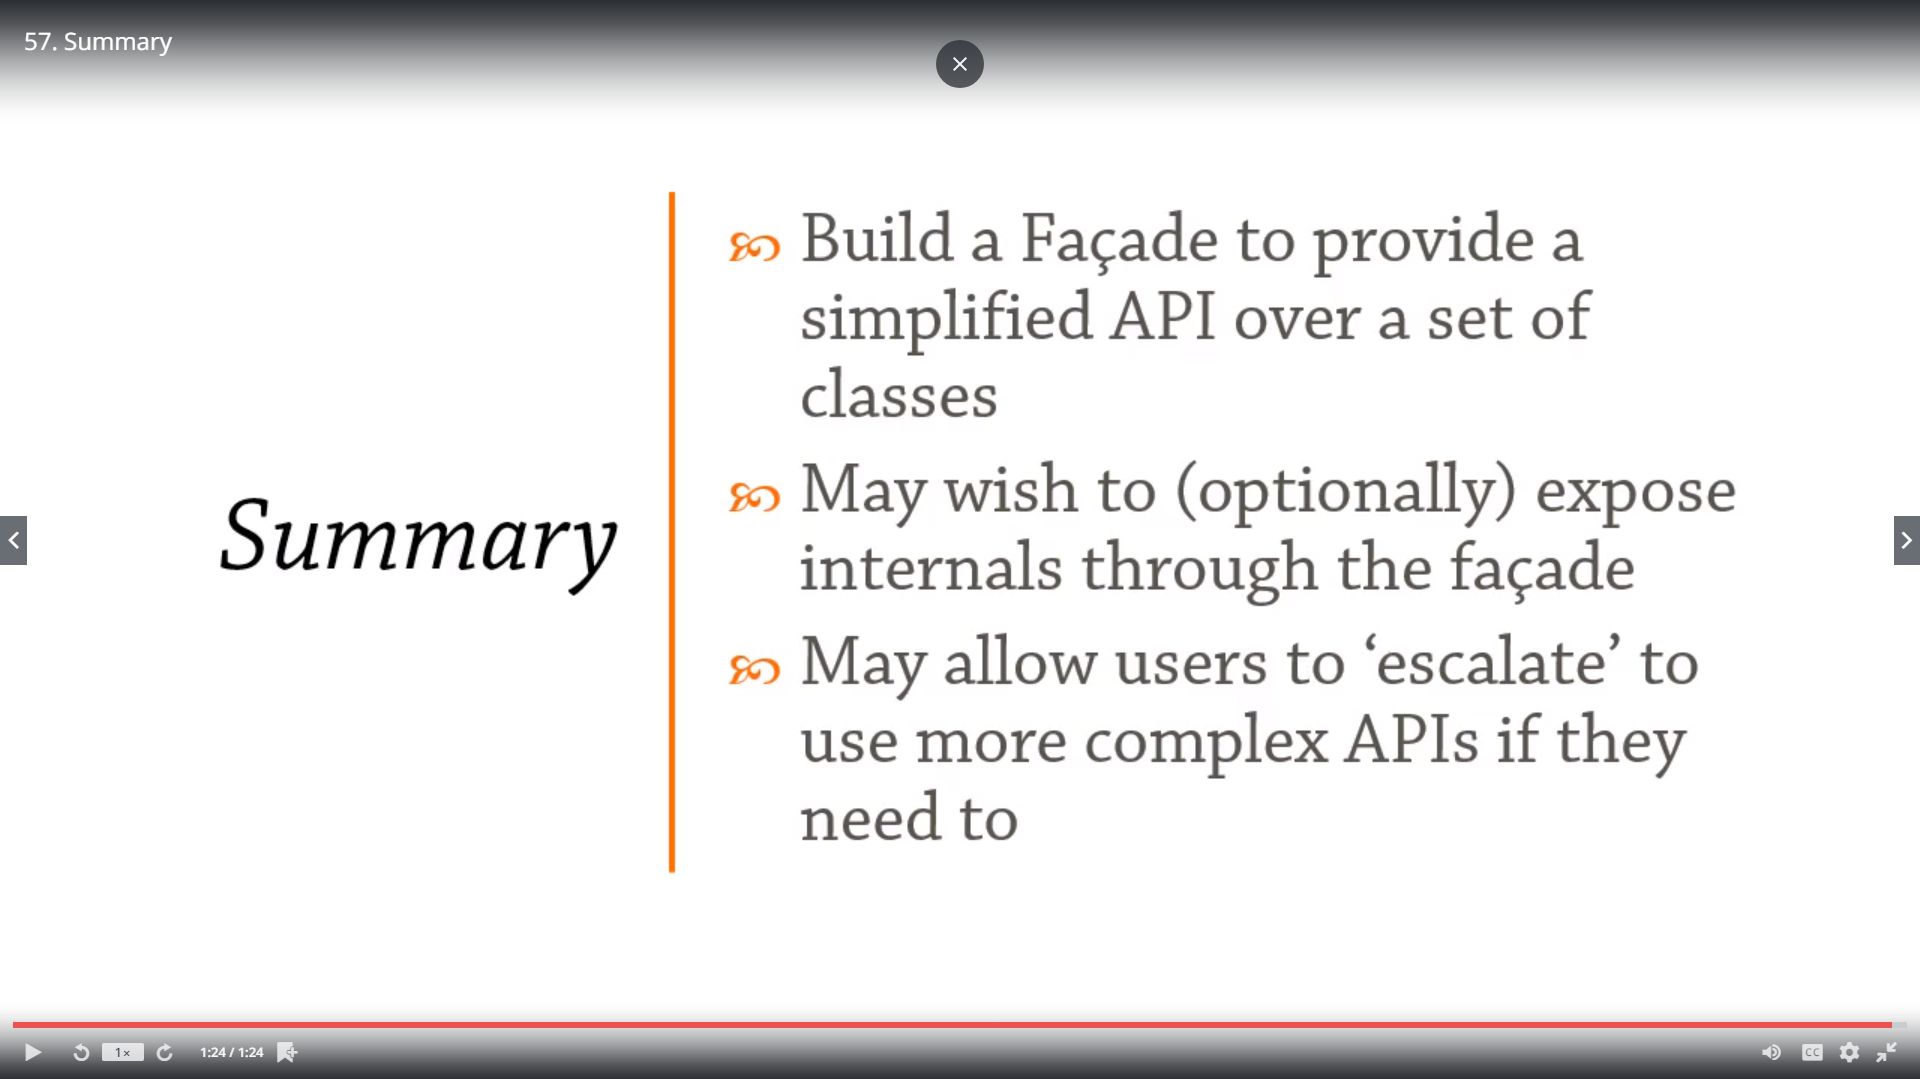 57. Summary
Summary
Build a Façade to provide a
simplified API over a set of
classes
May wish to (optionally) expose
internals through the façade
May allow users to ‘escalate’ to
use more complex APIs if they
need to
1×
1:24 / 1:24
CC